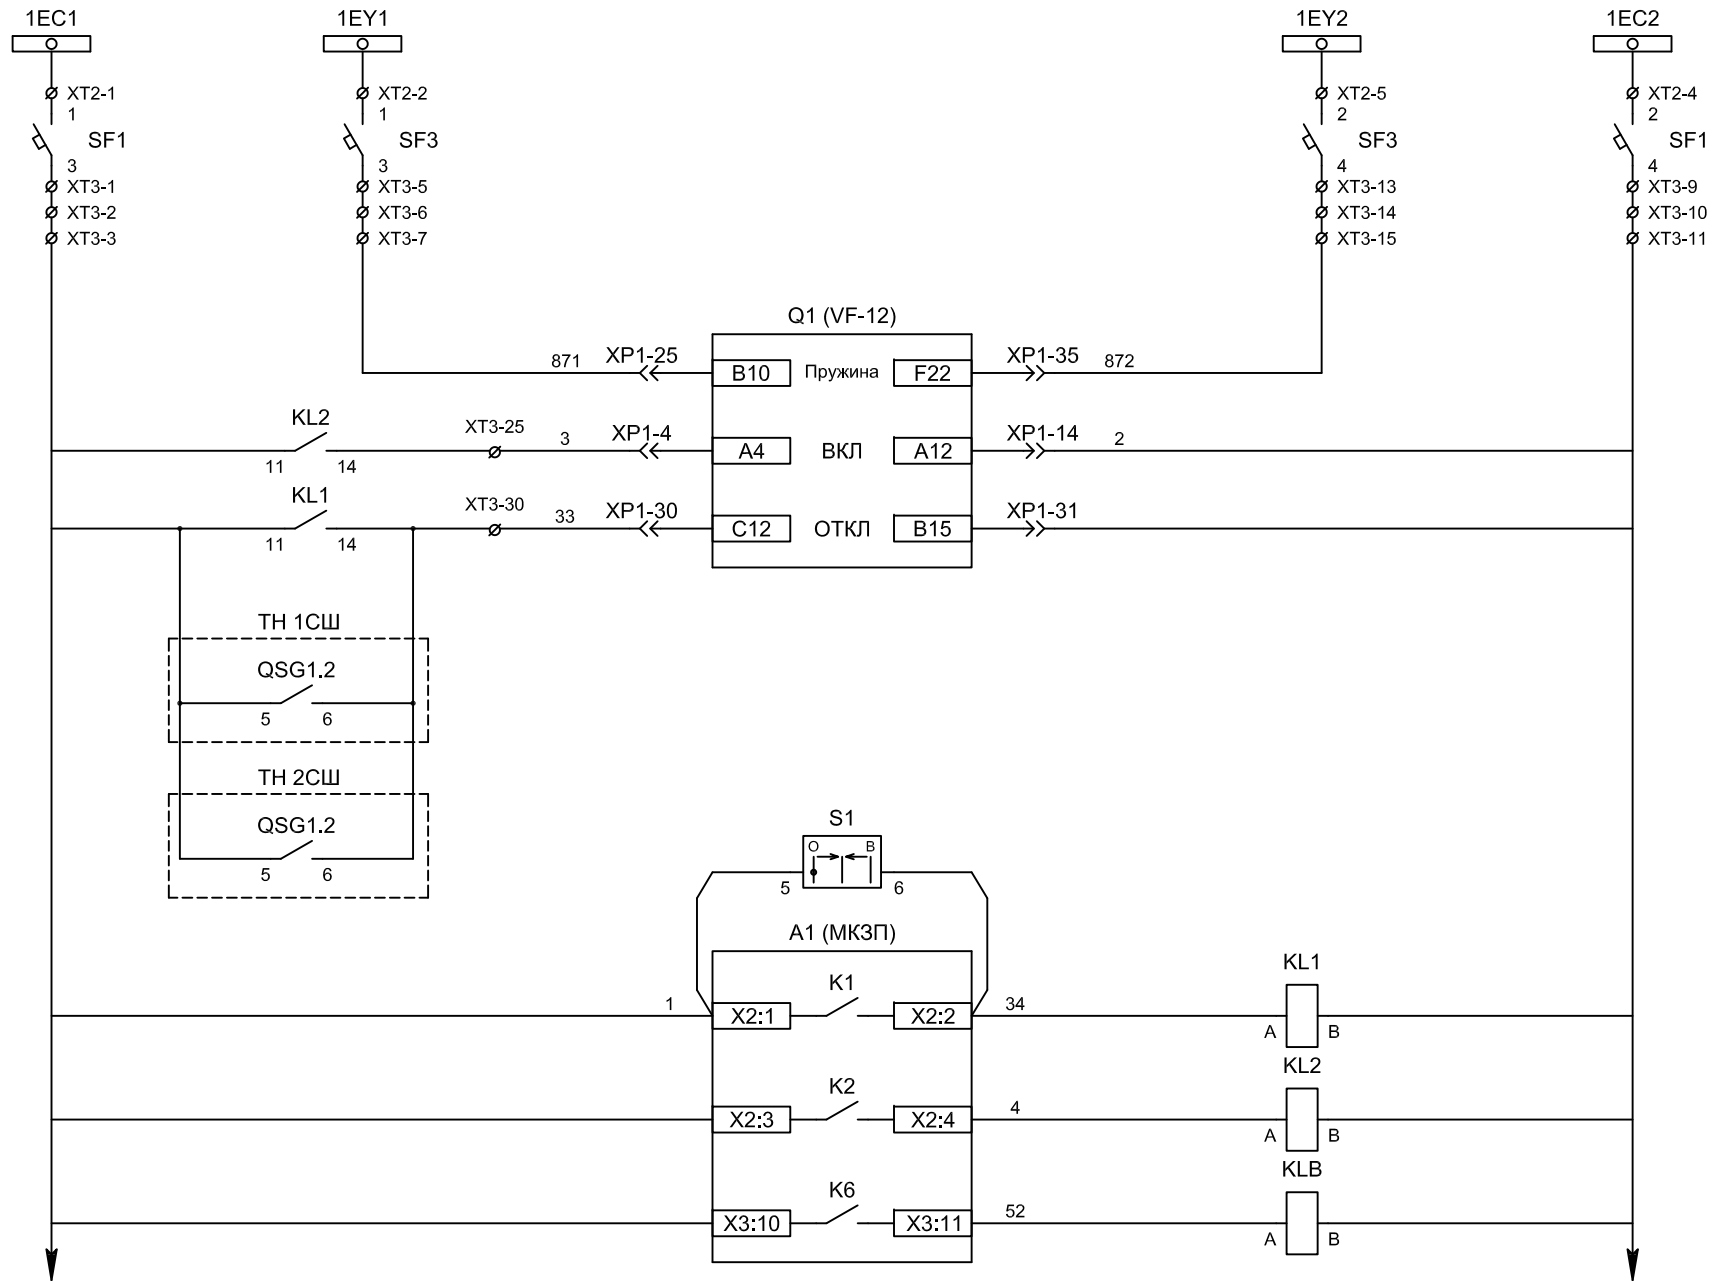 1EC1 1EY1 1EY2 1EC2
XT2-1 XT2-2 XT2-5 XT2-4
1 1 2 2
SF1 SF3 SF3 SF1
3 3 4 4
XT3-1 XT3-5 XT3-13 XT3-9
XT3-2 XT3-6 XT3-14 XT3-10
XT3-3 XT3-7 XT3-15 XT3-11
Q1 (VF-12)
871 XP1-25 XP1-35 872
B10 Пружина F22
KL2 XT3-25 3 XP1-4 XP1-14 2
A4 ВКЛ A12
11 14
KL1 XT3-30 33 XP1-30 XP1-31
C12 ОТКЛ B15
11 14
ТН 1СШ
QSG1.2
5 6
ТН 2СШ
QSG1.2
5 6
S1
О В
5 6
A1 (МКЗП)
K1 KL1
1 34
X2:1 X2:2
A B
K2 KL2
4
X2:3 X2:4
A B
K6 KLB
52
X3:10 X3:11
A B